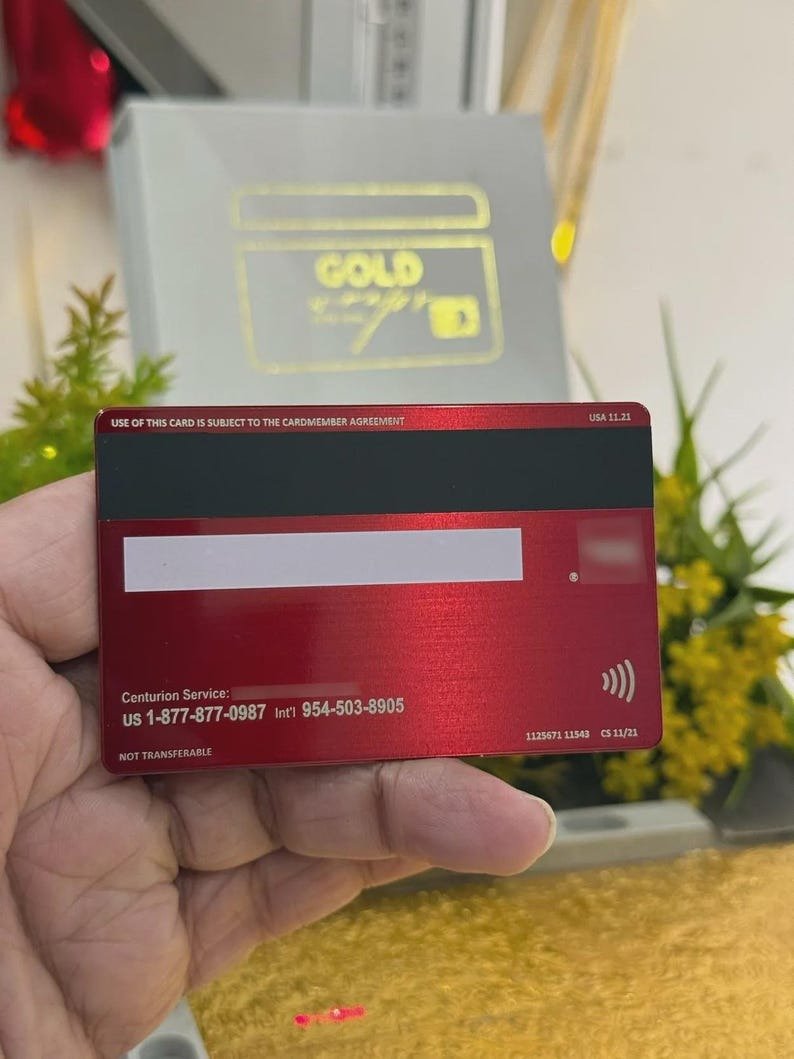 GOLD
USE OF THIS CARD IS SUBJECT TO THE CARDMEMBER AGREEMENT USA 11.21
®
Centurion Service:
US 1-877-877-0987 Int'l 954-503-8905
1125671 11543 CS 11/21
NOT TRANSFERABLE